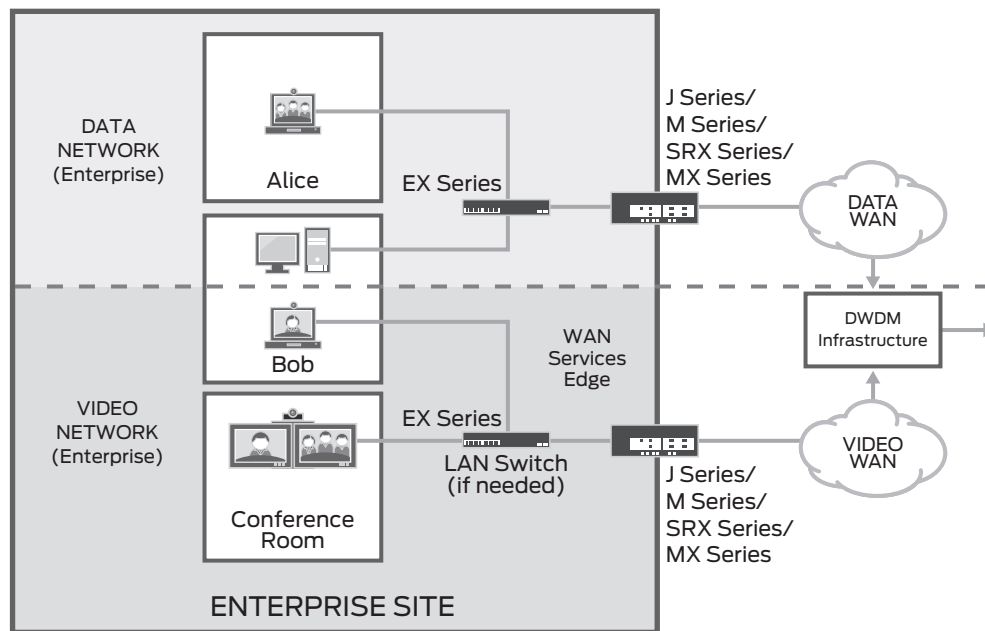 DATA
NETWORK
(Enterprise)
Alice
EX Series
J Series/
M Series/
SRX Series/
MX Series
DATA
WAN
Bob
WAN
Services
Edge
DWDM
Infrastructure
VIDEO
NETWORK
(Enterprise)
EX Series
LAN Switch
(if needed)
VIDEO
WAN
J Series/
M Series/
SRX Series/
MX Series
Conference
Room
ENTERPRISE SITE